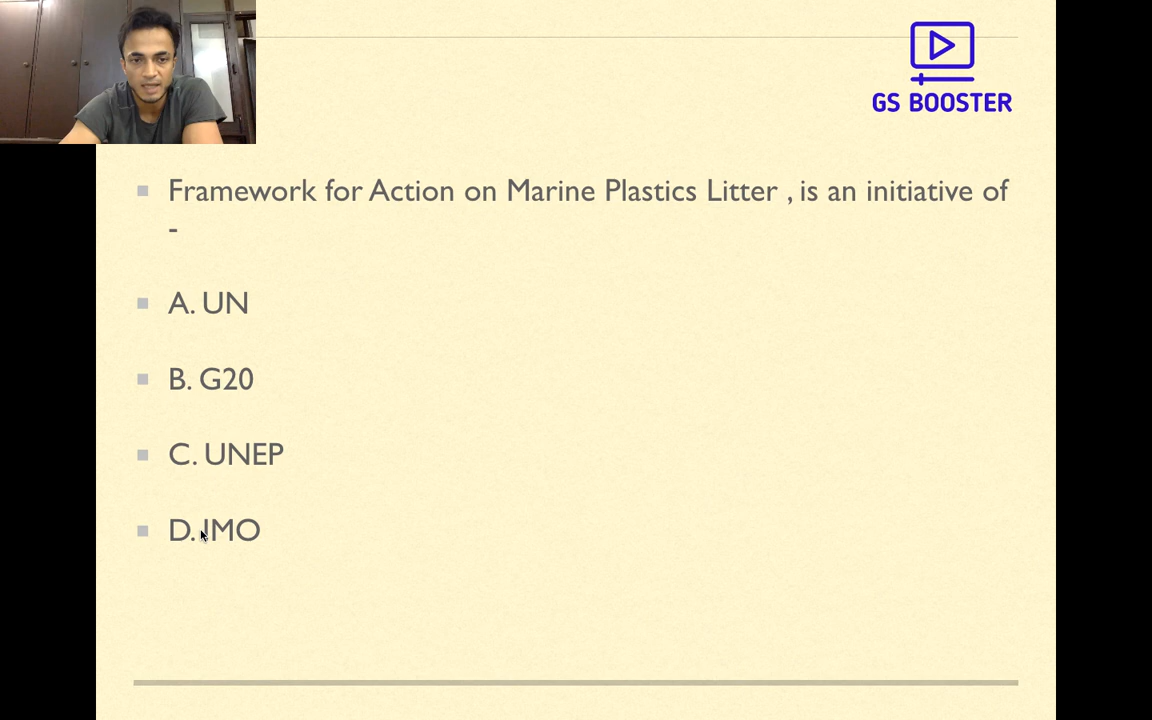 GS BOOSTER
Framework for Action on Marine Plastics Litter , is an initiative of
-
A. UN
B. G20
C. UNEP
D. IMO